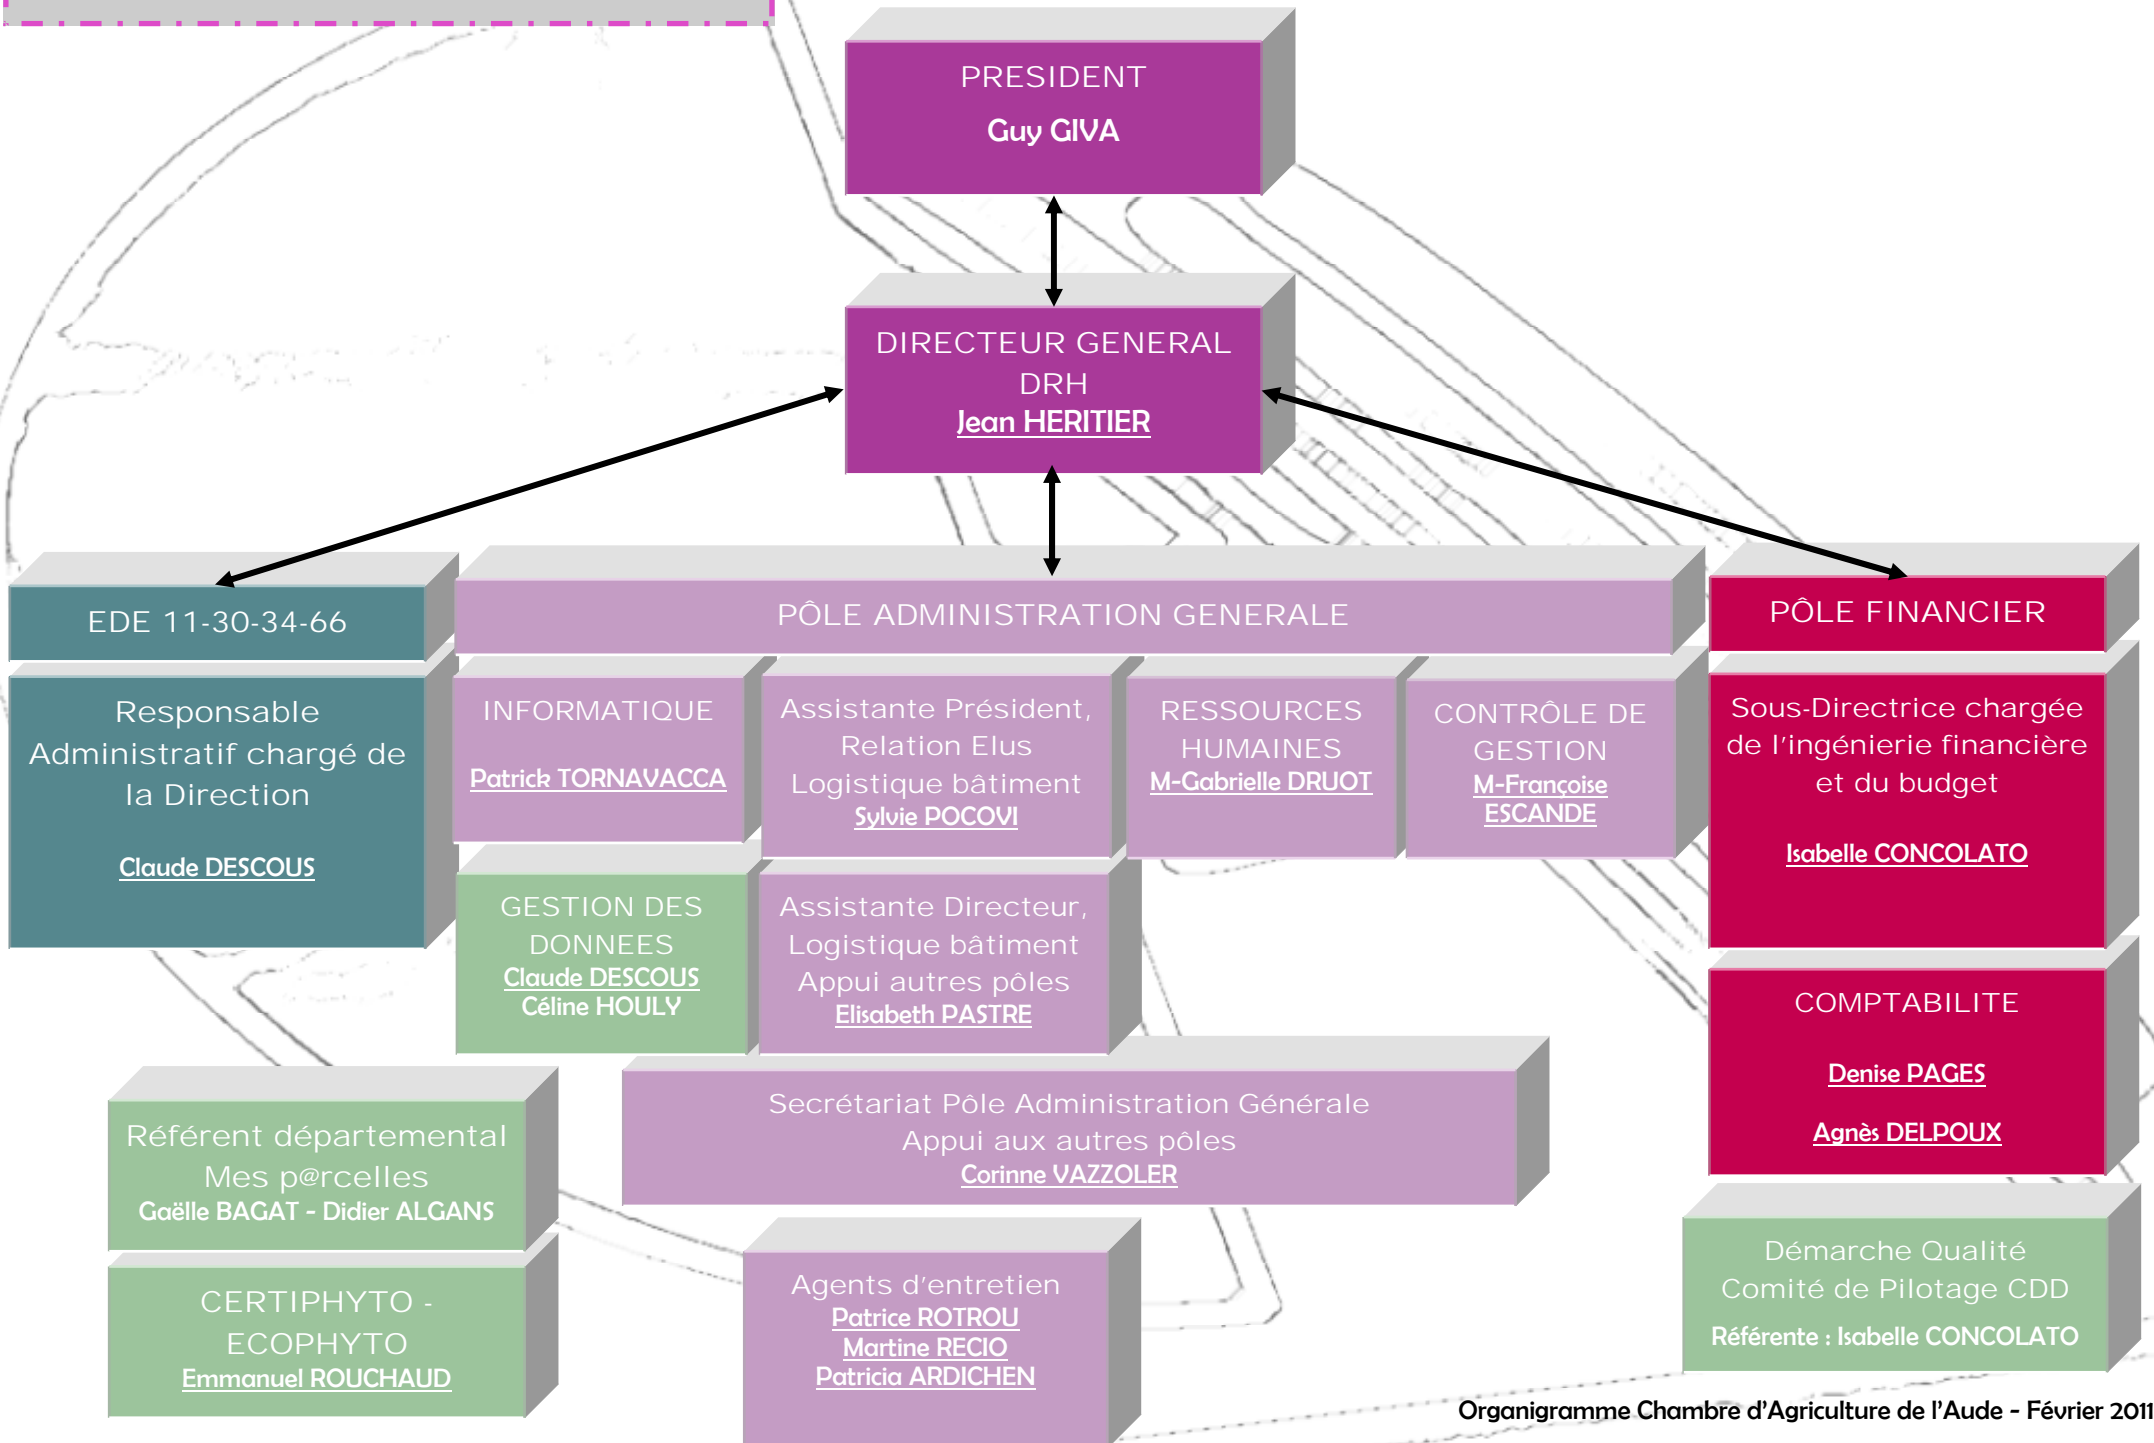 PRESIDENT
Guy GIVA
DIRECTEUR GENERAL
DRH
Jean HERITIER
EDE 11-30-34-66
PÔLE ADMINISTRATION GENERALE
PÔLE FINANCIER
Responsable
Administratif chargé de
la Direction
Claude DESCOUS
INFORMATIQUE
Patrick TORNAVACCA
Assistante Président,
Relation Elus
Logistique bâtiment
Sylvie POCOVI
RESSOURCES
HUMAINES
M-Gabrielle DRUOT
CONTRÔLE DE
GESTION
M-Françoise
ESCANDE
Sous-Directrice chargée
de l'ingénierie financière
et du budget
Isabelle CONCOLATO
GESTION DES
DONNEES
Claude DESCOUS
Céline HOULY
Assistante Directeur,
Logistique bâtiment
Appui autres pôles
Elisabeth PASTRE
COMPTABILITE
Denise PAGES
Agnès DELPOUX
Secrétariat Pôle Administration Générale
Appui aux autres pôles
Corinne VAZZOLER
Référent départemental
Mes p@rcelles
Gaëlle BAGAT - Didier ALGANS
CERTIPHYTO -
ECOPHYTO
Emmanuel ROUCHAUD
Agents d'entretien
Patrice ROTROU
Martine RECIO
Patricia ARDICHEN
Démarche Qualité
Comité de Pilotage CDD
Référente : Isabelle CONCOLATO
Organigramme Chambre d'Agriculture de l'Aude - Février 2011